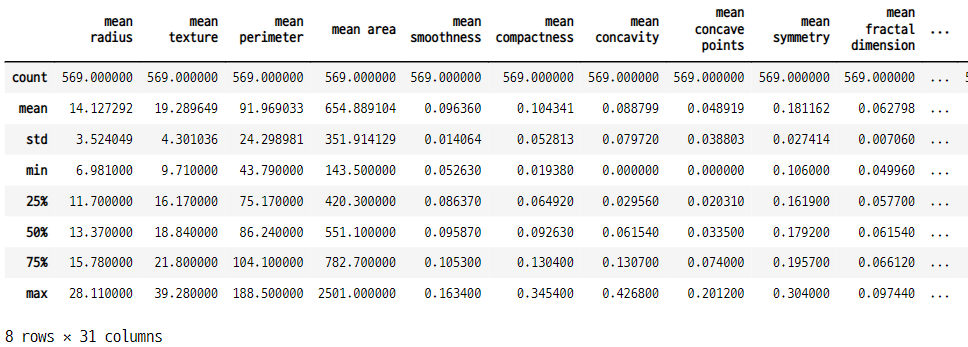 mean radius mean texture mean perimeter mean area mean smoothness mean compactness mean concavity mean concave points mean symmetry mean fractal dimension ...
count 569.000000 569.000000 569.000000 569.000000 569.000000 569.000000 569.000000 569.000000 569.000000 569.000000 ...
mean 14.127292 19.289649 91.969033 654.889104 0.096360 0.104341 0.088799 0.048919 0.181162 0.062798 ...
std 3.524049 4.301036 24.298981 351.914129 0.014064 0.052813 0.079720 0.038803 0.027414 0.007060 ...
min 6.981000 9.710000 43.790000 143.500000 0.052630 0.019380 0.000000 0.000000 0.106000 0.049960 ...
25% 11.700000 16.170000 75.170000 420.300000 0.086370 0.064920 0.029560 0.020310 0.161900 0.057700 ...
50% 13.370000 18.840000 86.240000 551.100000 0.095870 0.092630 0.061540 0.033500 0.179200 0.061540 ...
75% 15.780000 21.800000 104.100000 782.700000 0.105300 0.130400 0.130700 0.074000 0.195700 0.066120 ...
max 28.110000 39.280000 188.500000 2501.000000 0.163400 0.345400 0.426800 0.201200 0.304000 0.097440 ...
8 rows × 31 columns